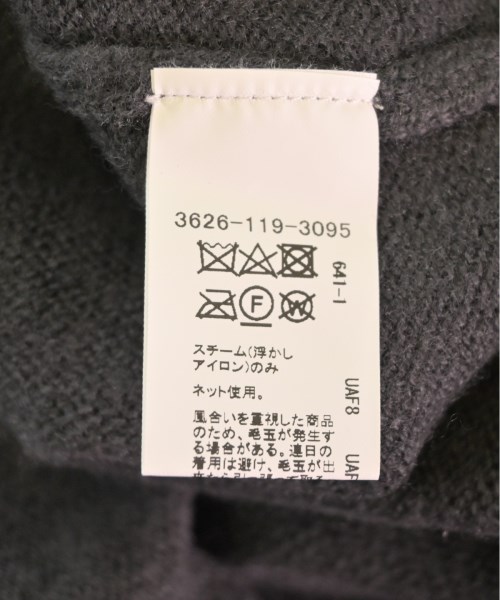 3626-119-3095
641-1
F W
スチーム(浮かし
アイロン)のみ
ネット使用。
UAF8 UAF
風合いを重視した商品
のため、毛玉が発生す
る場合がある。連日の
着用は避け、毛玉が出